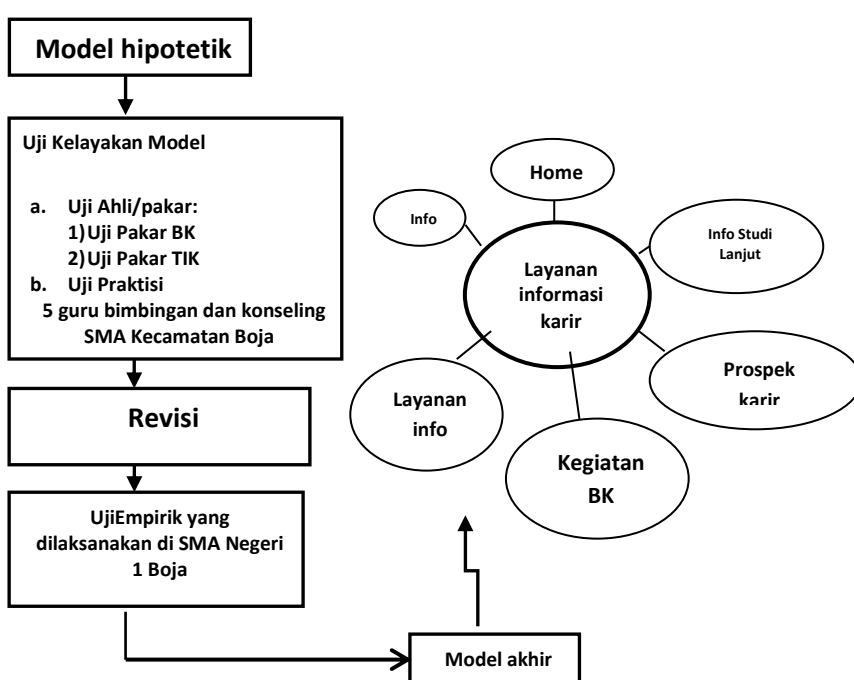 Model hipotetik
Uji Kelayakan Model
a. Uji Ahli/pakar:
1)Uji Pakar BK
2)Uji Pakar TIK
b. Uji Praktisi
5 guru bimbingan dan konseling
SMA Kecamatan Boja
Revisi
UjiEmpirik yang
dilaksanakan di SMA Negeri
1 Boja
Model akhir
Home
Info
Info Studi
Lanjut
Layanan
informasi
karir
Prospek
karir
Layanan
info
Kegiatan
BK